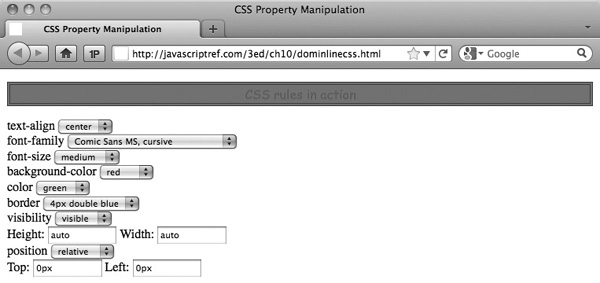 CSS Property Manipulation
CSS Property Manipulation
1P http://javascriptref.com/3ed/ch10/dominlinecss.html Google
CSS rules in action
text-align center
font-family Comic Sans MS, cursive
font-size medium
background-color red
color green
border 4px double blue
visibility visible
Height: auto Width: auto
position relative
Top: 0px Left: 0px